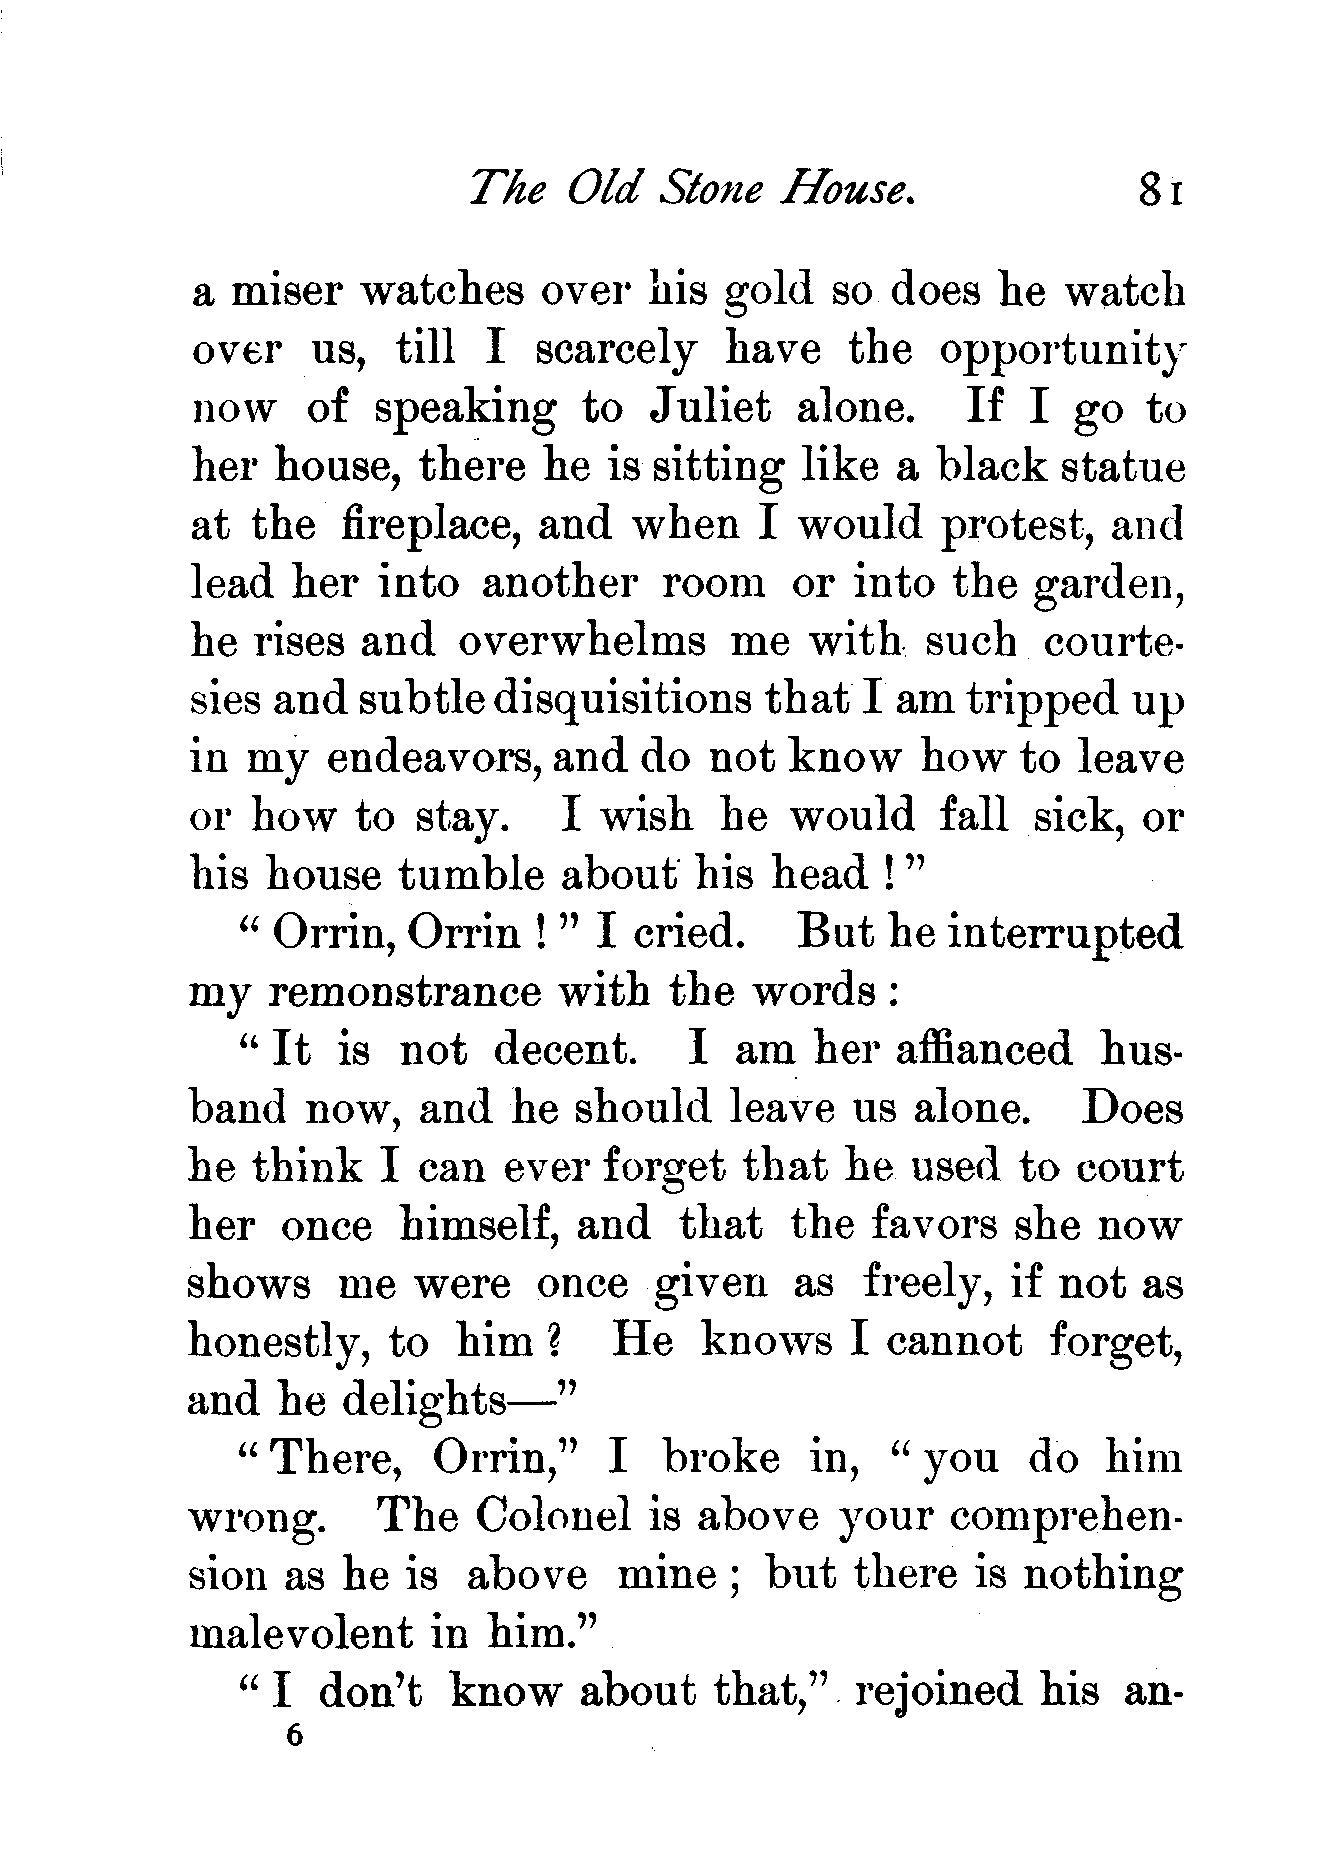 The Old Stone House. 81
a miser watches over his gold so does he watch
over us, till I scarcely have the opportunity
now of speaking to Juliet alone. If I go to
her house, there he is sitting like a black statue
at the fireplace, and when I would protest, and
lead her into another room or into the garden,
he rises and overwhelms me with such courte-
sies and subtle disquisitions that I am tripped up
in my endeavors, and do not know how to leave
or how to stay. I wish he would fall sick, or
his house tumble about his head ! ”
“ Orrin, Orrin ! ” I cried. But he interrupted
my remonstrance with the words :
“ It is not decent. I am her affianced hus-
band now, and he should leave us alone. Does
he think I can ever forget that he used to court
her once himself, and that the favors she now
shows me were once given as freely, if not as
honestly, to him ? He knows I cannot forget,
and he delights—”
“ There, Orrin,” I broke in, “ you do him
wrong. The Colonel is above your comprehen-
sion as he is above mine ; but there is nothing
malevolent in him.”
“ I don't know about that,” rejoined his an-
6